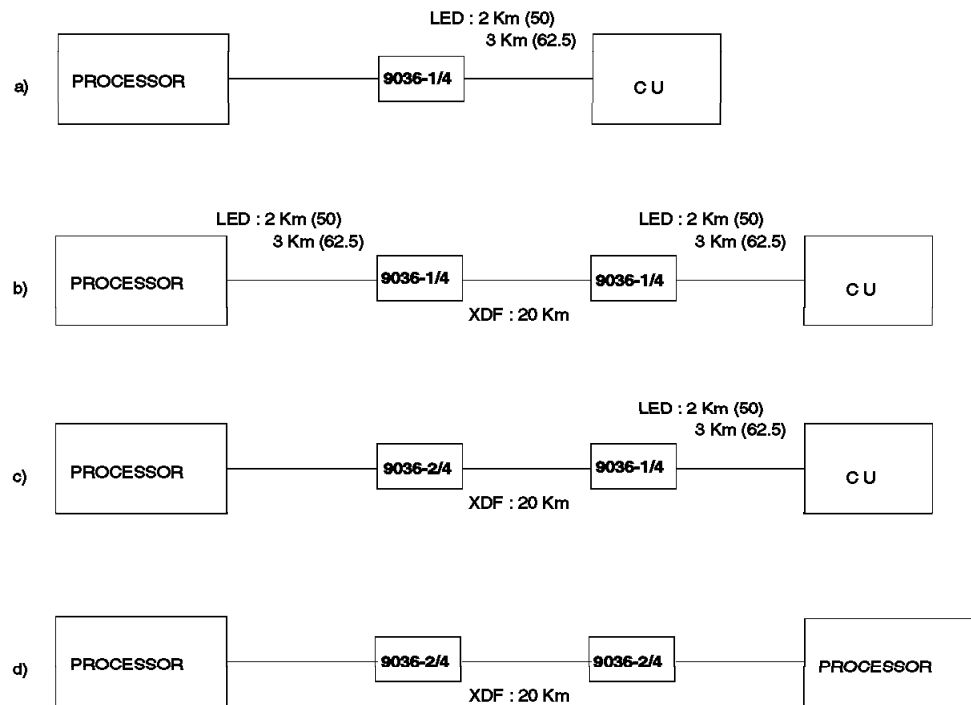 LED : 2 Km (50)
3 Km (62.5)
a)
PROCESSOR
9036-1/4
C U
LED : 2 Km (50)
3 Km (62.5)
LED : 2 Km (50)
3 Km (62.5)
b)
PROCESSOR
9036-1/4
9036-1/4
C U
XDF : 20 Km
LED : 2 Km (50)
3 Km (62.5)
c)
PROCESSOR
9036-2/4
9036-1/4
C U
XDF : 20 Km
d)
PROCESSOR
9036-2/4
9036-2/4
PROCESSOR
XDF : 20 Km